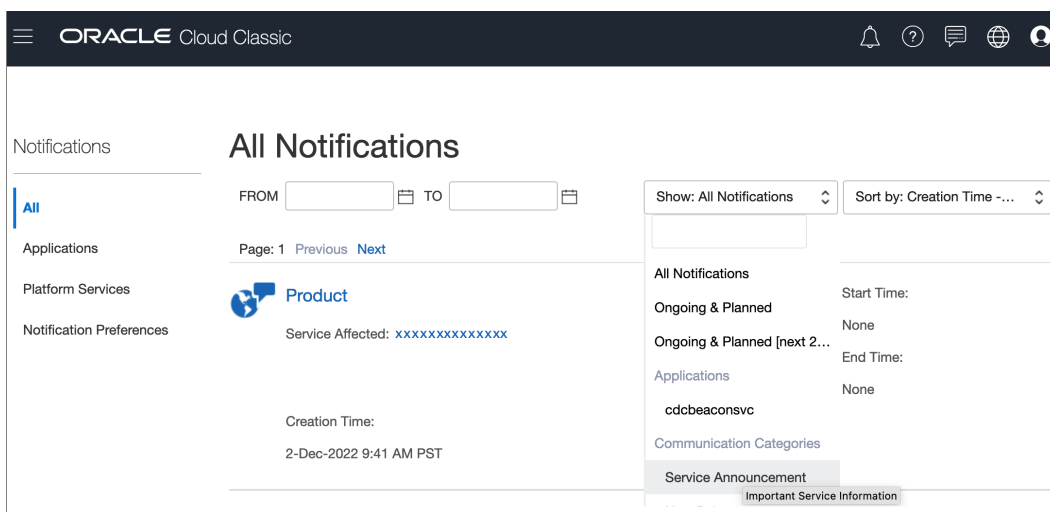 ORACLE Cloud Classic
Notifications
All
Applications
Platform Services
Notification Preferences
All Notifications
FROM TO
Show: All Notifications
Sort by: Creation Time -...
Page: 1 Previous Next
Product
Service Affected: xxxxxxxxxxxxxx
Creation Time:
2-Dec-2022 9:41 AM PST
All Notifications
Ongoing & Planned
Ongoing & Planned [next 2...
Applications
cdcbeaconsvc
Communication Categories
Service Announcement
Important Service Information
Start Time:
None
End Time:
None